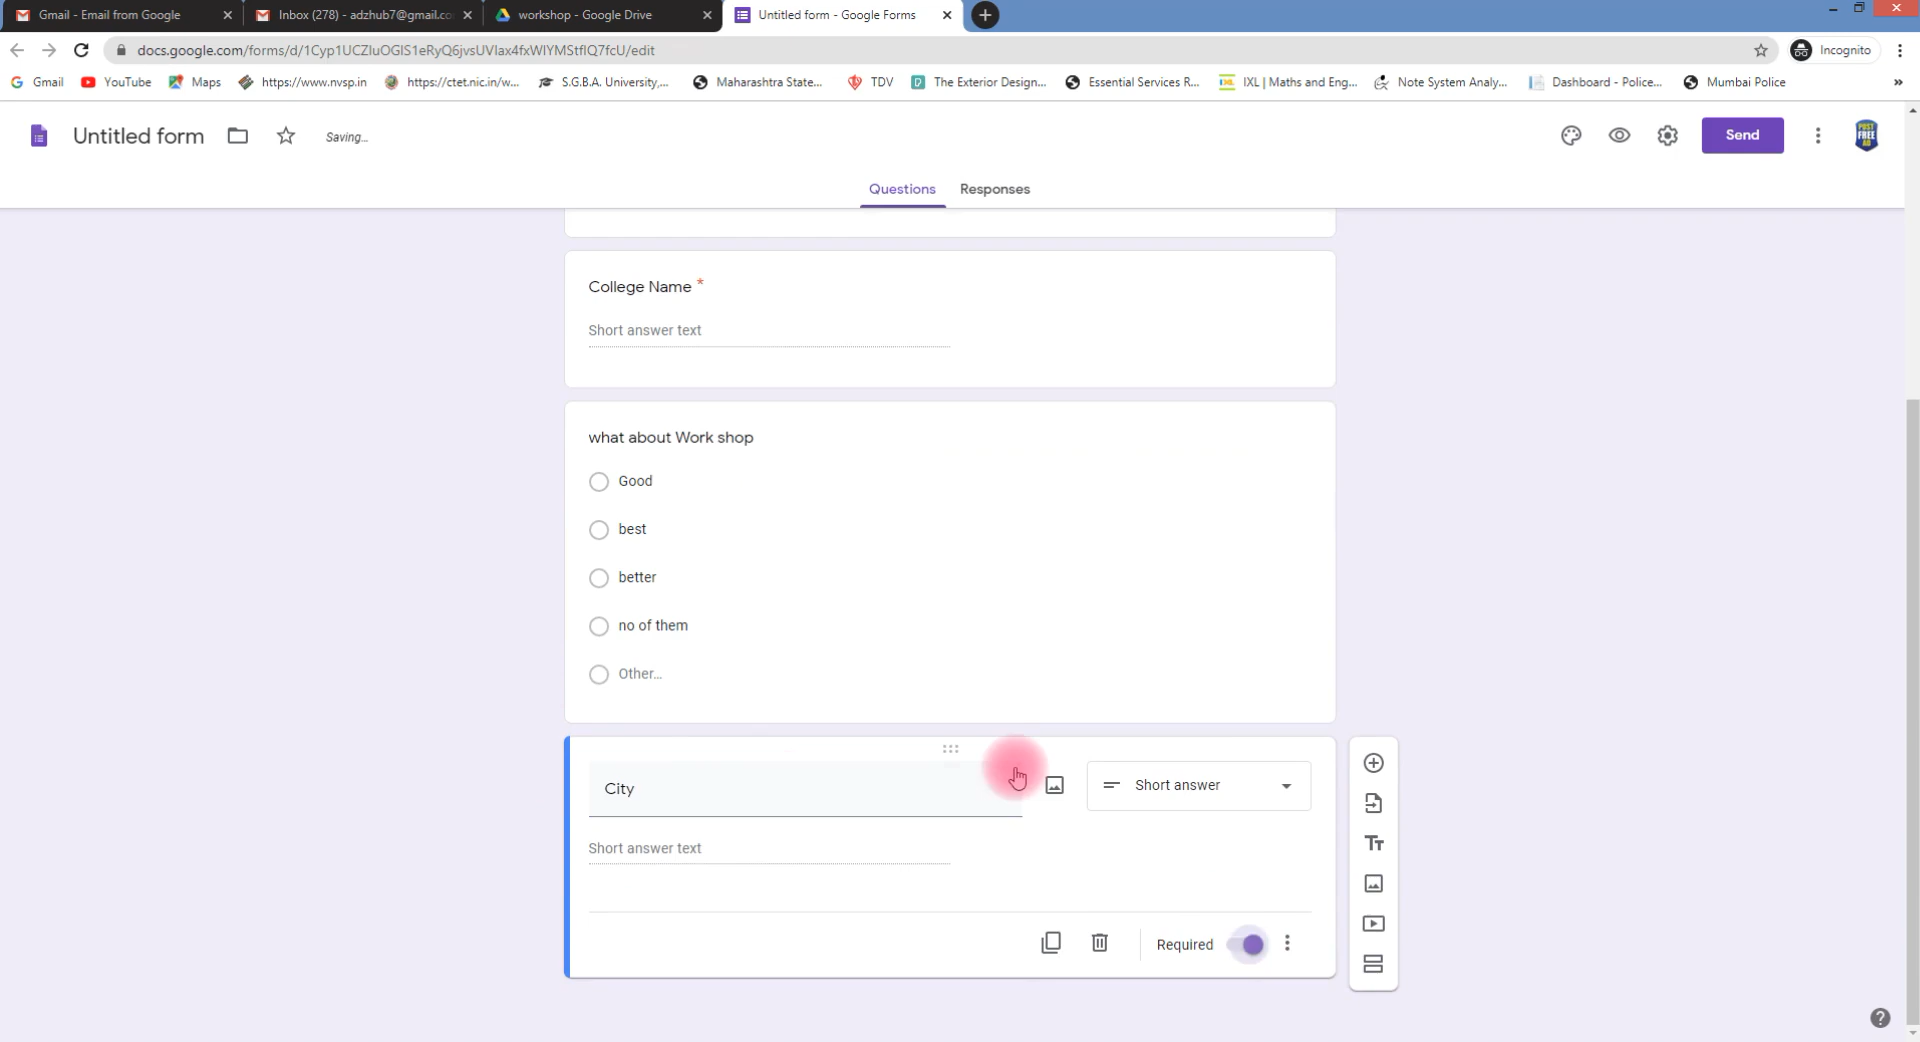 Gmail - Email from Google
Inbox (278) - adzhub7@gmail.co
workshop - Google Drive
Untitled form - Google Forms
docs.google.com/forms/d/1Cyp1UCZIuOGIS1eRyQ6jvsUVlax4fxWIYMStfIQ7fcU/edit
Incognito
Gmail
YouTube
Maps
https://www.nvsp.in
https://ctet.nic.in/w...
S.G.B.A. University,...
Maharashtra State...
TDV
The Exterior Design...
Essential Services R...
IXL | Maths and Eng...
Note System Analy...
Dashboard - Police...
Mumbai Police
»
Untitled form
Saving...
Send
POST FREE AD
Questions
Responses
College Name *
Short answer text
what about Work shop
Good
best
better
no of them
Other...
City
Short answer
Short answer text
Required